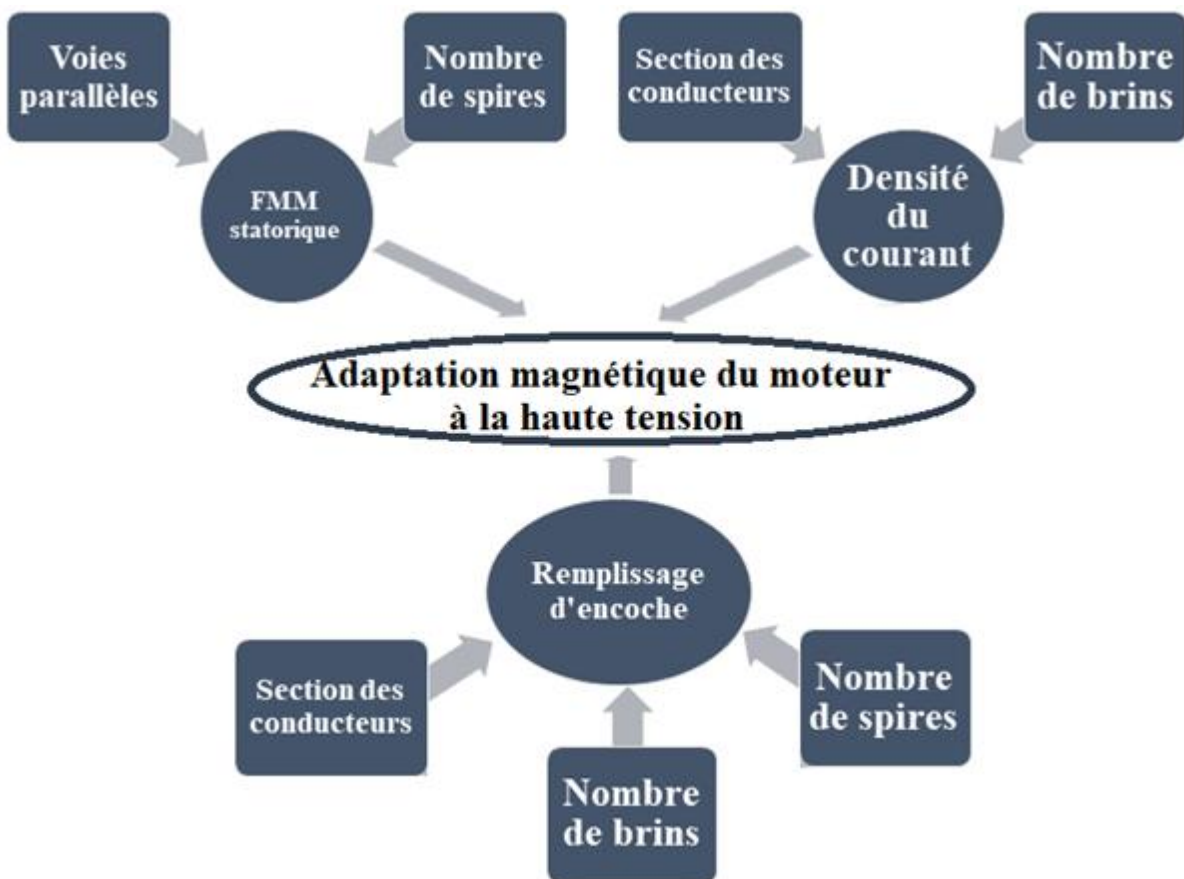 Voies
parallèles
Nombre
de spires
Section des
conducteurs
Nombre
de brins
FMM
statorique
Densité
du
courant
Adaptation magnétique du moteur
à la haute tension
Remplissage
d'encoche
Section des
conducteurs
Nombre
de brins
Nombre
de spires